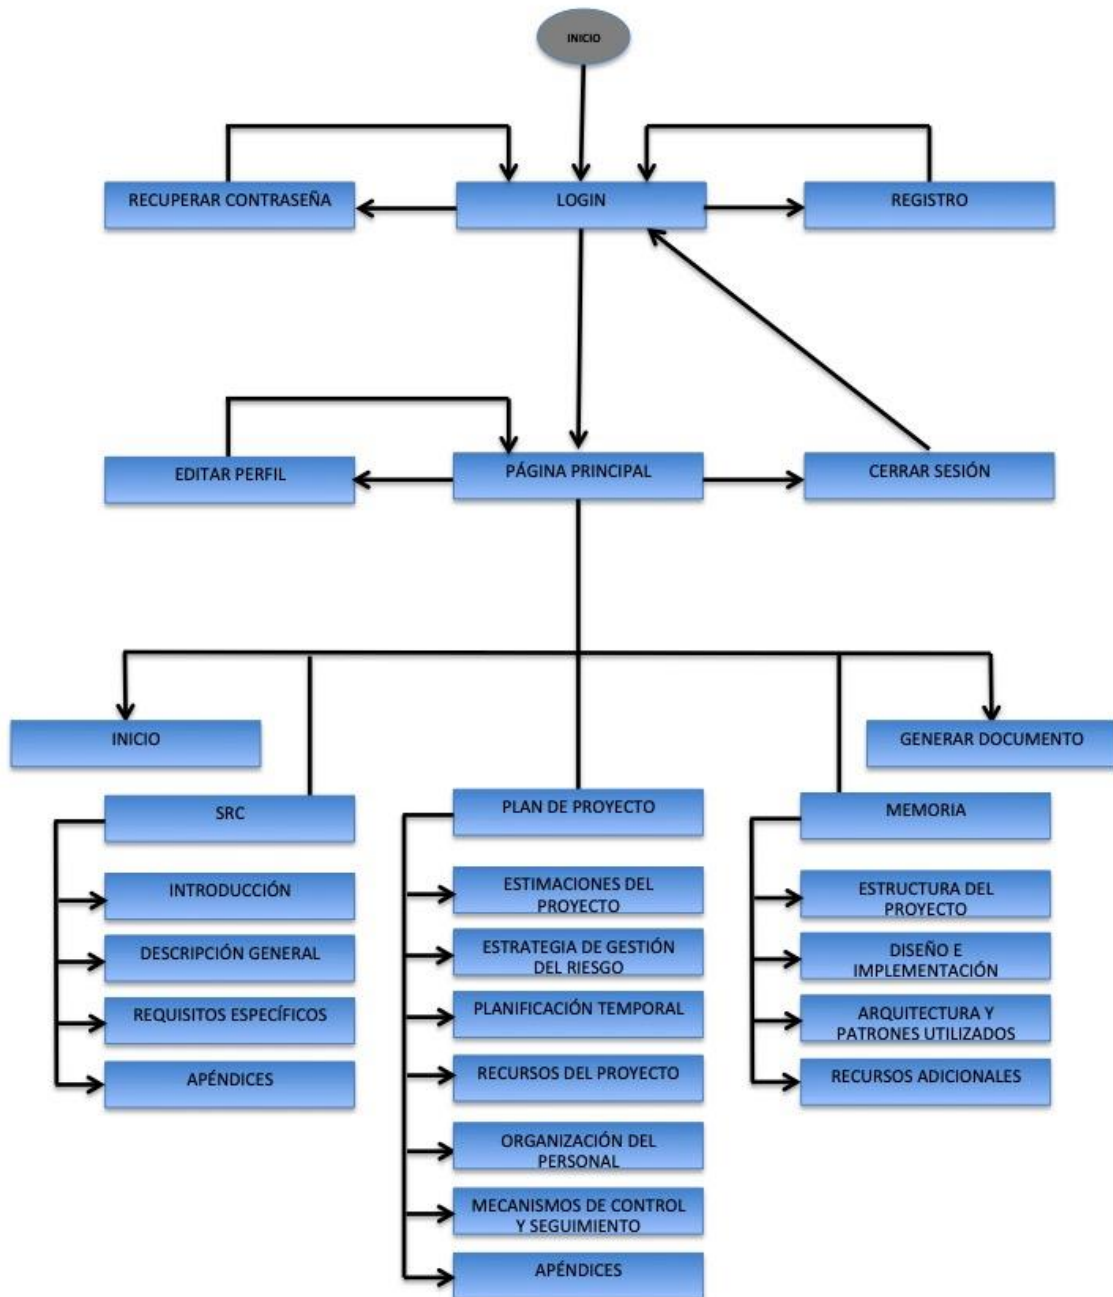 INICIO
RECUPERAR CONTRASEÑA
LOGIN
REGISTRO
EDITAR PERFIL
PÁGINA PRINCIPAL
CERRAR SESIÓN
INICIO
GENERAR DOCUMENTO
SRC
INTRODUCCIÓN
DESCRIPCIÓN GENERAL
REQUISITOS ESPECÍFICOS
APÉNDICES
PLAN DE PROYECTO
ESTIMACIONES DEL
PROYECTO
ESTRATEGIA DE GESTIÓN
DEL RIESGO
PLANIFICACIÓN TEMPORAL
RECURSOS DEL PROYECTO
ORGANIZACIÓN DEL
PERSONAL
MECANISMOS DE CONTROL
Y SEGUIMIENTO
APÉNDICES
MEMORIA
ESTRUCTURA DEL
PROYECTO
DISEÑO E
IMPLEMENTACIÓN
ARQUITECTURA Y
PATRONES UTILIZADOS
RECURSOS ADICIONALES